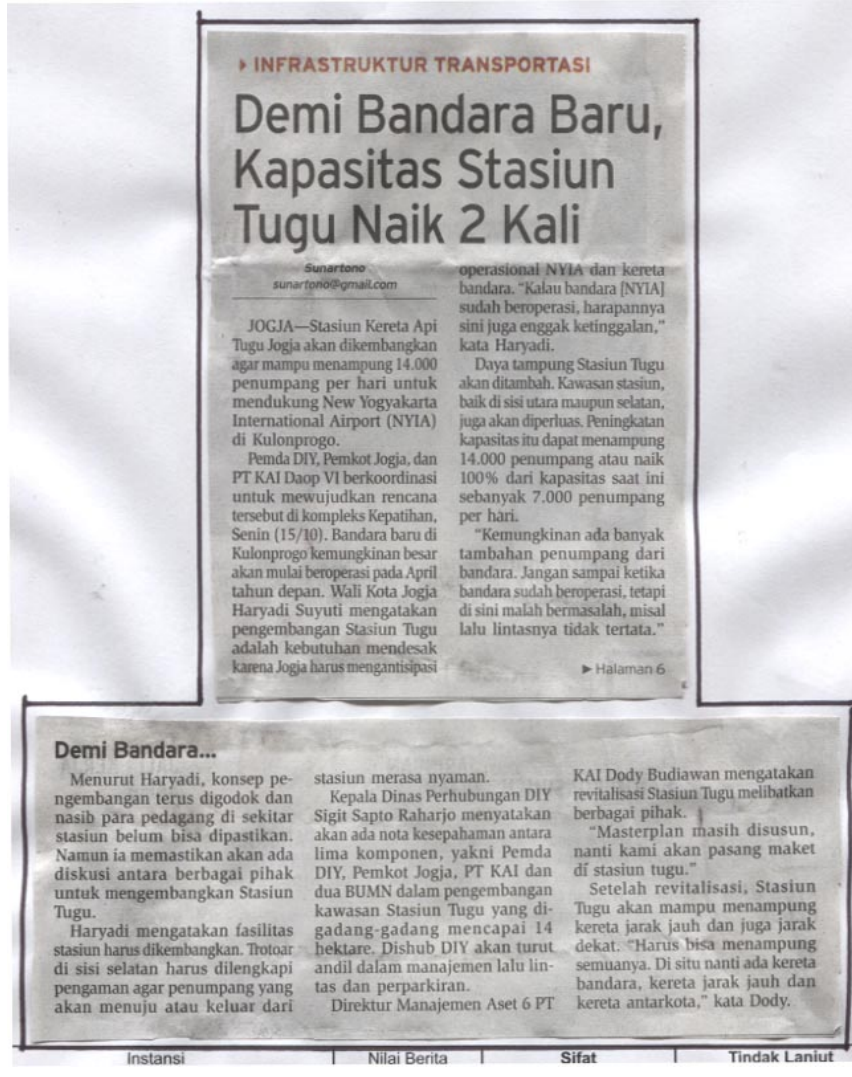 INFRASTRUKTUR TRANSPORTASI
Demi Bandara Baru,
Kapasitas Stasiun
Tugu Naik 2 Kali
Sunartono
sunartono@gmail.com
JOGJA—Stasiun Kereta Api
Tugu Jogja akan dikembangkan
agar mampu menampung 14.000
penumpang per hari untuk
mendukung New Yogyakarta
International Airport (NYIA)
di Kulonprogo.
Pemda DIY, Pemkot Jogja, dan
PT KAI Daop VI berkoordinasi
untuk mewujudkan rencana
tersebut di kompleks Kepatihan,
Senin (15/10). Bandara baru di
Kulonprogo kemungkinan besar
akan mulai beroperasi pada April
tahun depan. Wali Kota Jogja
Haryadi Suyuti mengatakan
pengembangan Stasiun Tugu
adalah kebutuhan mendesak
karena Jogja harus mengantisipasi
operasional NYIA dan kereta
bandara. “Kalau bandara [NYIA]
sudah beroperasi, harapannya
sini juga enggak ketinggalan,”
kata Haryadi.
Daya tampung Stasiun Tugu
akan ditambah. Kawasan stasiun,
baik di sisi utara maupun selatan,
juga akan diperluas. Peningkatan
kapasitas itu dapat menampung
14.000 penumpang atau naik
100% dari kapasitas saat ini
sebanyak 7.000 penumpang
per hari.
“Kemungkinan ada banyak
tambahan penumpang dari
bandara. Jangan sampai ketika
bandara sudah beroperasi, tetapi
di sini malah bermasalah, misal
lalu lintasnya tidak tertata.”
Halaman 6
Demi Bandara...
Menurut Haryadi, konsep pe-
ngembangan terus digodok dan
nasib para pedagang di sekitar
stasiun belum bisa dipastikan.
Namun ia memastikan akan ada
diskusi antara berbagai pihak
untuk mengembangkan Stasiun
Tugu.
Haryadi mengatakan fasilitas
stasiun harus dikembangkan. Trotoar
di sisi selatan harus dilengkapi
pengaman agar penumpang yang
akan menuju atau keluar dari
stasiun merasa nyaman.
Kepala Dinas Perhubungan DIY
Sigit Sapto Raharjo menyatakan
akan ada nota kesepahaman antara
lima komponen, yakni Pemda
DIY, Pemkot Jogja, PT KAI dan
dua BUMN dalam pengembangan
kawasan Stasiun Tugu yang di-
gadang-gadang mencapai 14
hektare. Dishub DIY akan turut
andil dalam manajemen lalu lin-
tas dan perparkiran.
Direktur Manajemen Aset 6 PT
KAI Dody Budiawan mengatakan
revitalisasi Stasiun Tugu melibatkan
berbagai pihak.
“Masterplan masih disusun,
nanti kami akan pasang maket
di stasiun tugu.”
Setelah revitalisasi, Stasiun
Tugu akan mampu menampung
kereta jarak jauh dan juga jarak
dekat. “Harus bisa menampung
semuanya. Di situ nanti ada kereta
bandara, kereta jarak jauh dan
kereta antarkota,” kata Dody.
Instansi
Nilai Berita
Sifat
Tindak Lanjut